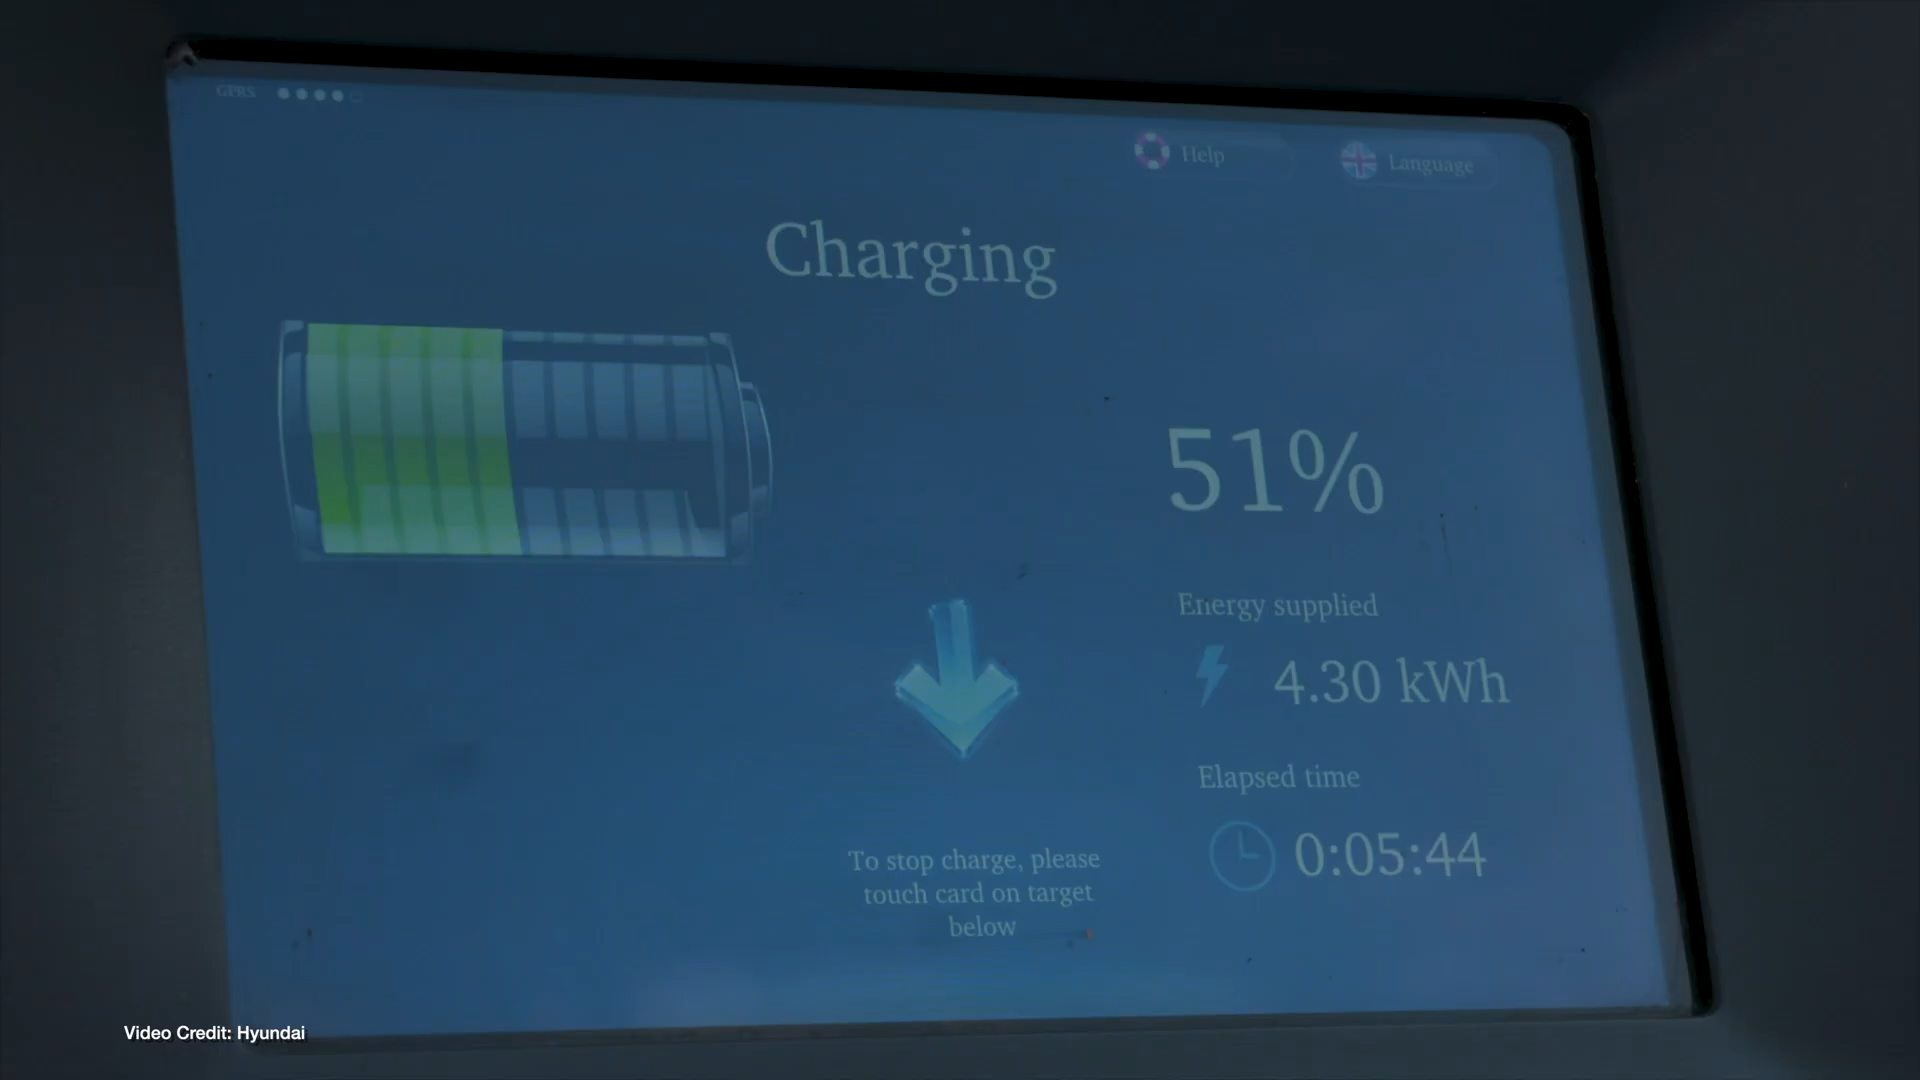 GPRS
Help
Language
Charging
51%
Energy supplied
4.30 kWh
Elapsed time
0:05:44
To stop charge, please
touch card on target
below
Video Credit: Hyundai